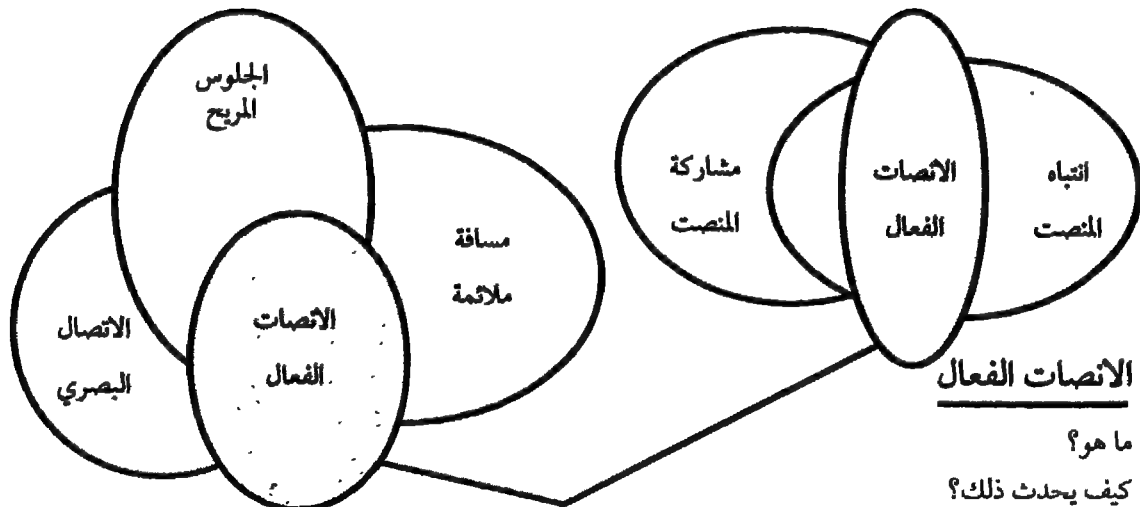 الجلوس
المريح
مسافة
ملائمة
الاتصال
البصري
الانصات
الفعال
انتباه
المنصت
الانصات
الفعال
مشاركة
المنصت
الانصات الفعال
ما هو؟
كيف يحدث ذلك؟